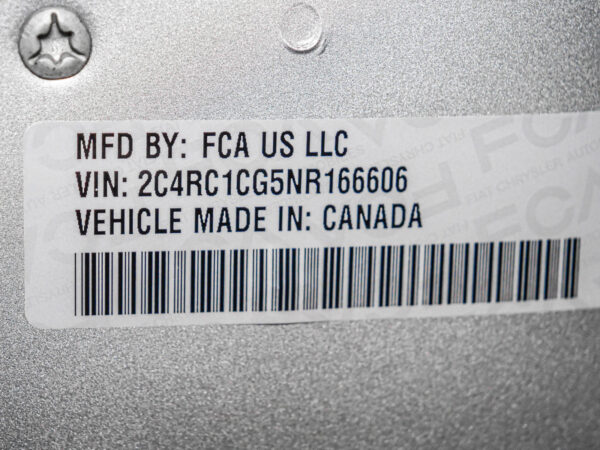 MFD BY: FCA US LLC
VIN: 2C4RC1CG5NR166606
VEHICLE MADE IN: CANADA